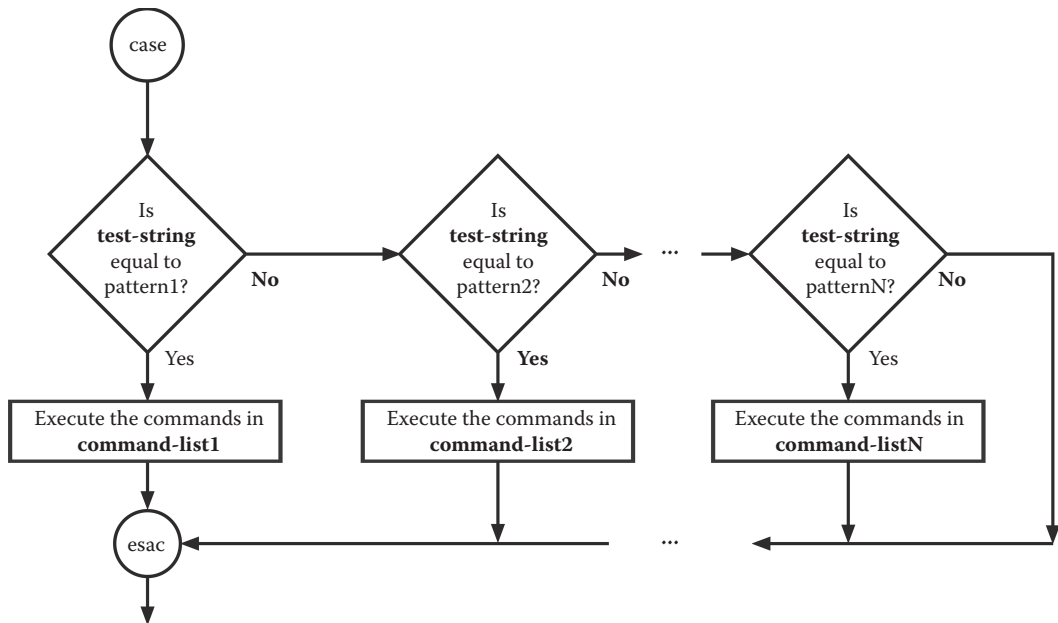 case
Is
test-string
equal to
pattern1?
No
Yes
Execute the commands in
command-list1
Is
test-string
equal to
pattern2?
No
Yes
Execute the commands in
command-list2
...
Is
test-string
equal to
patternN?
No
Yes
Execute the commands in
command-listN
esac
...